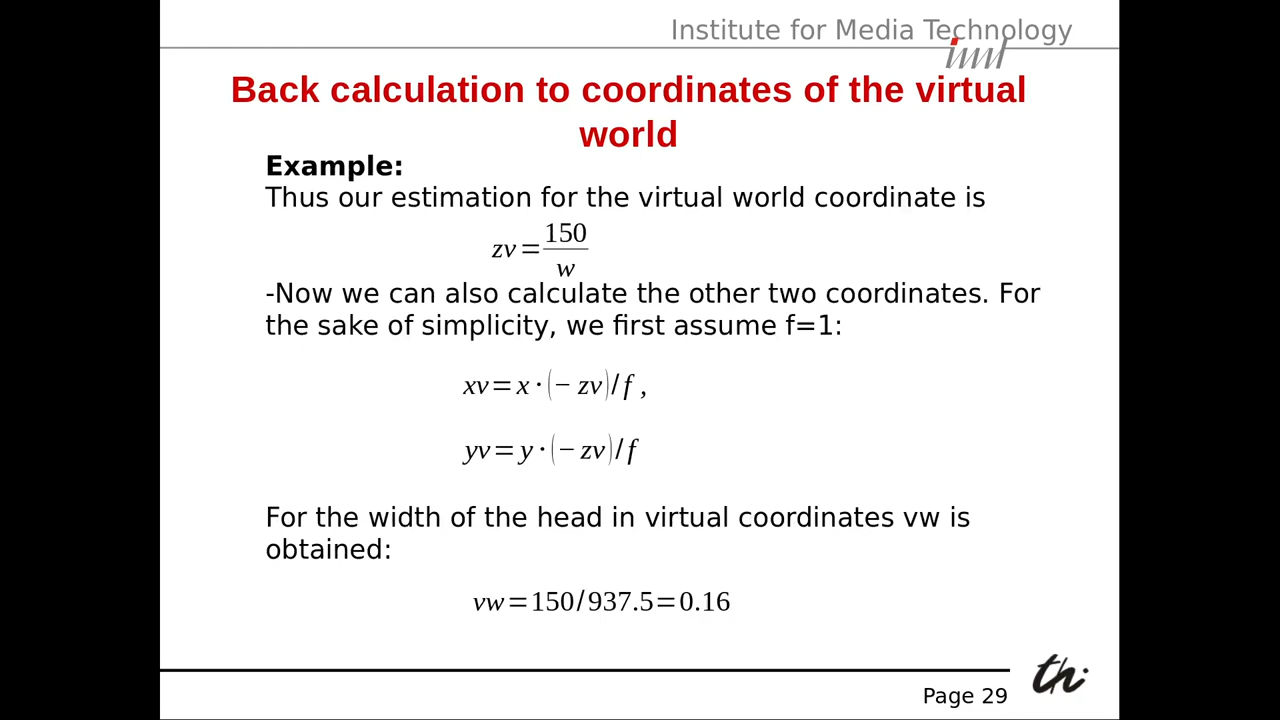 Institute for Media Technology
imt
Back calculation to coordinates of the virtual
world
Example:
Thus our estimation for the virtual world coordinate is
zv=150/w
-Now we can also calculate the other two coordinates. For
the sake of simplicity, we first assume f=1:
xv=x·(− zv)/f ,
yv=y·(− zv)/f
For the width of the head in virtual coordinates vw is
obtained:
vw=150/937.5=0.16
th
Page 29